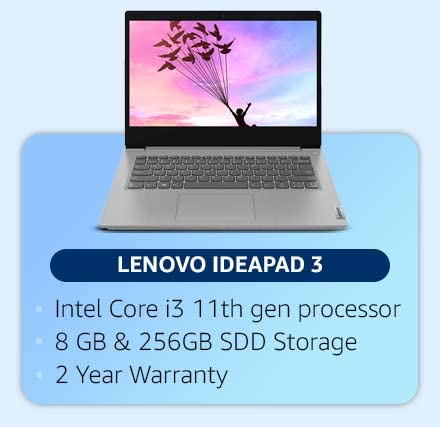 LENOVO IDEAPAD 3
Intel Core i3 11th gen processor
8 GB & 256GB SDD Storage
2 Year Warranty